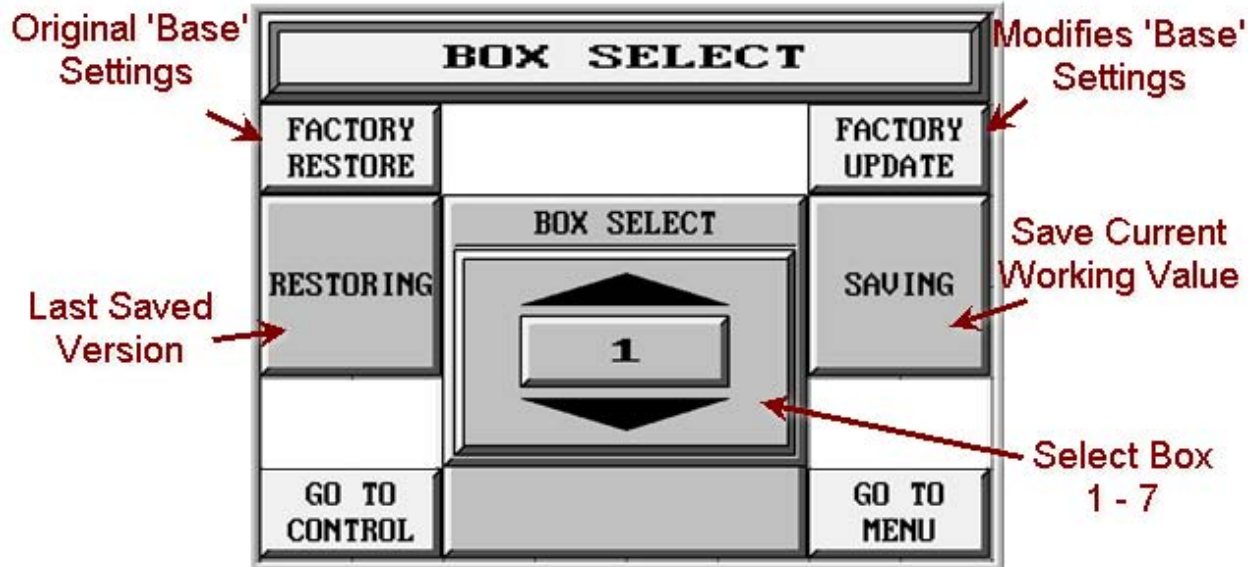 Original 'Base'
Settings
BOX SELECT
Modifies 'Base'
Settings
FACTORY
RESTORE
FACTORY
UPDATE
RESTORING
BOX SELECT
1
SAVING
Save Current
Working Value
Last Saved
Version
Select Box
1 - 7
GO TO
CONTROL
GO TO
MENU